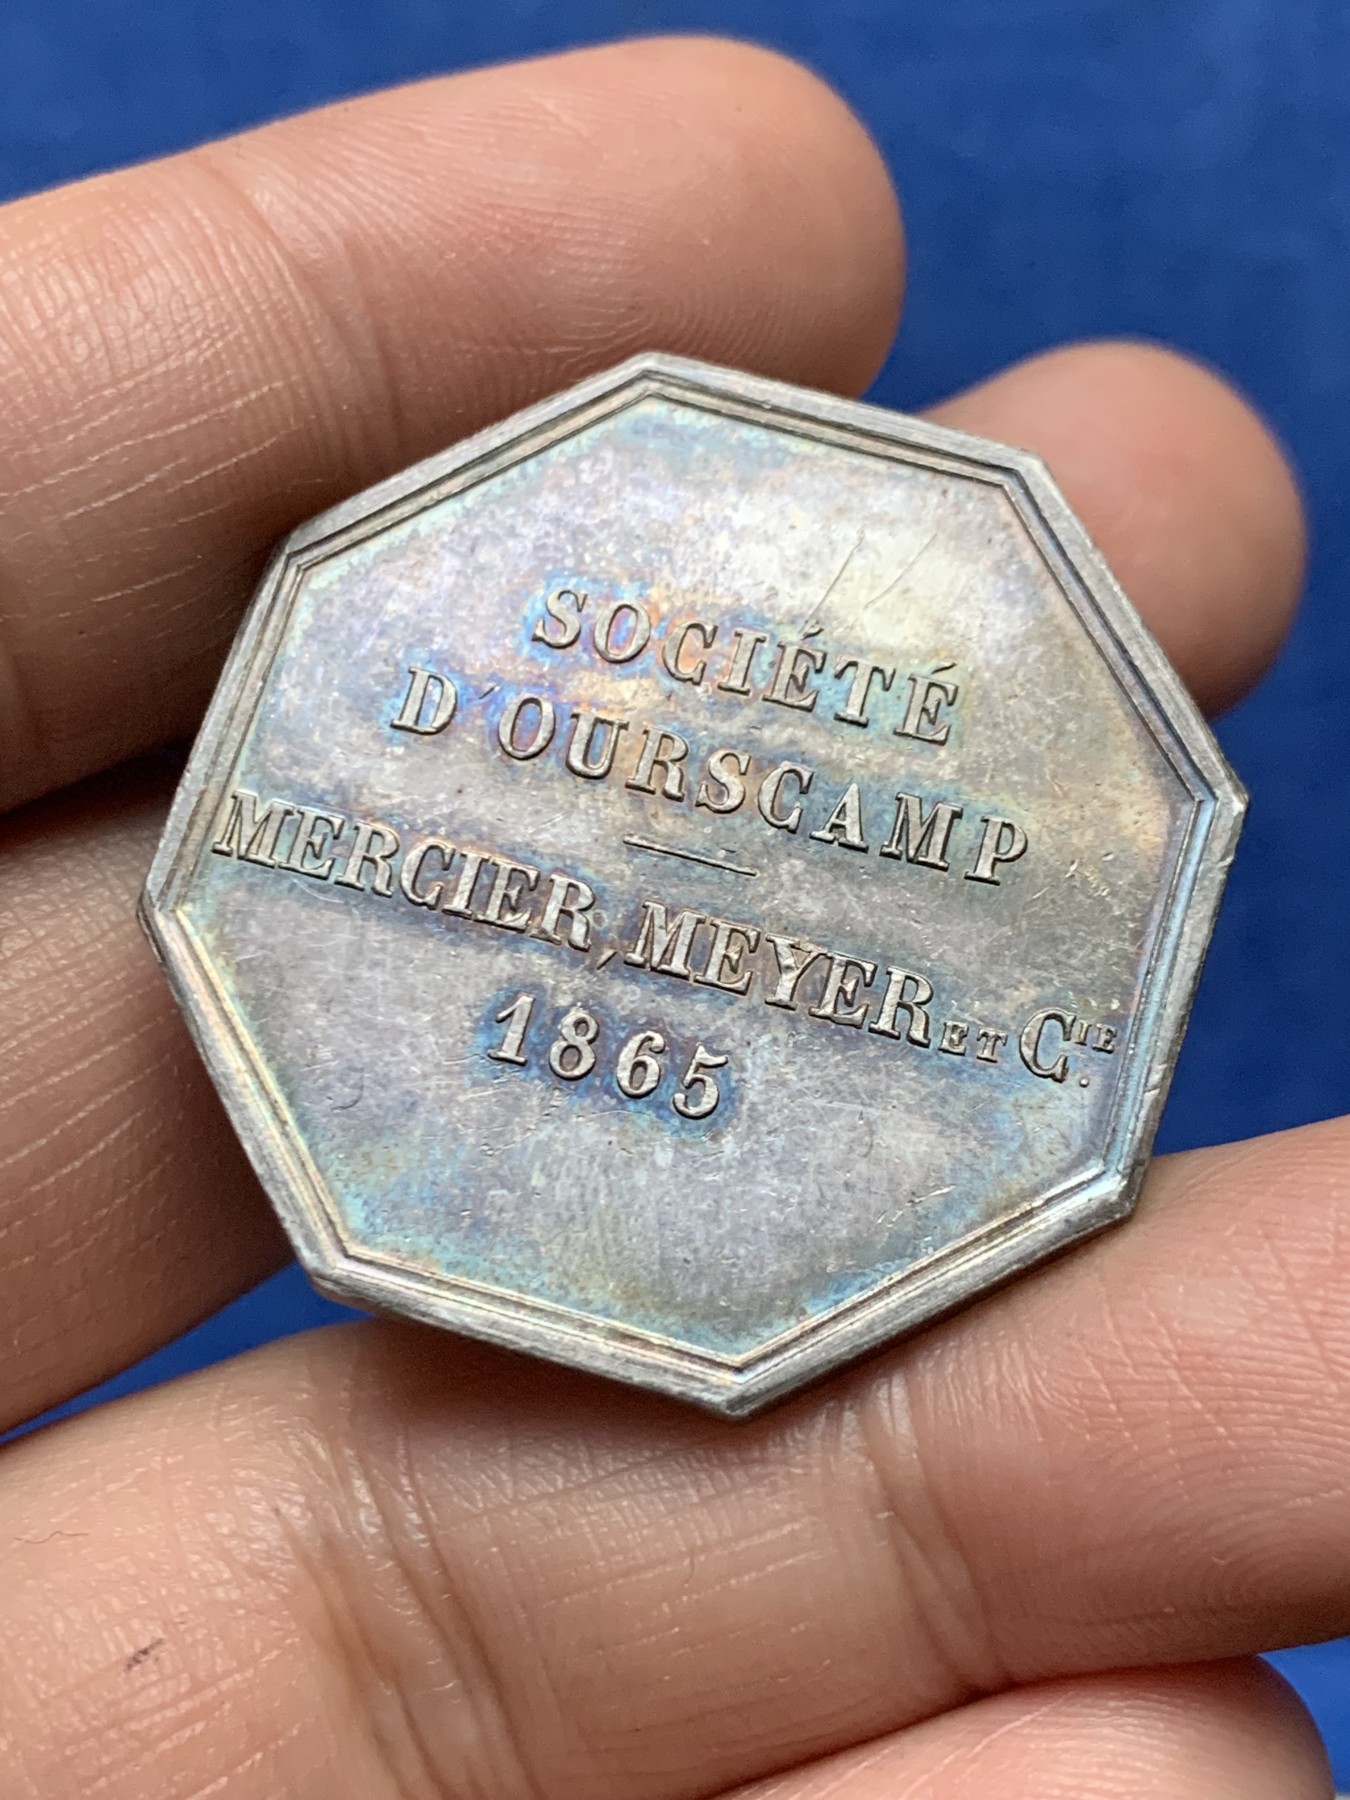 SOCIÉTÉ
D'OURSCAMP
MERCIER, MEYER ET CIE.
1865